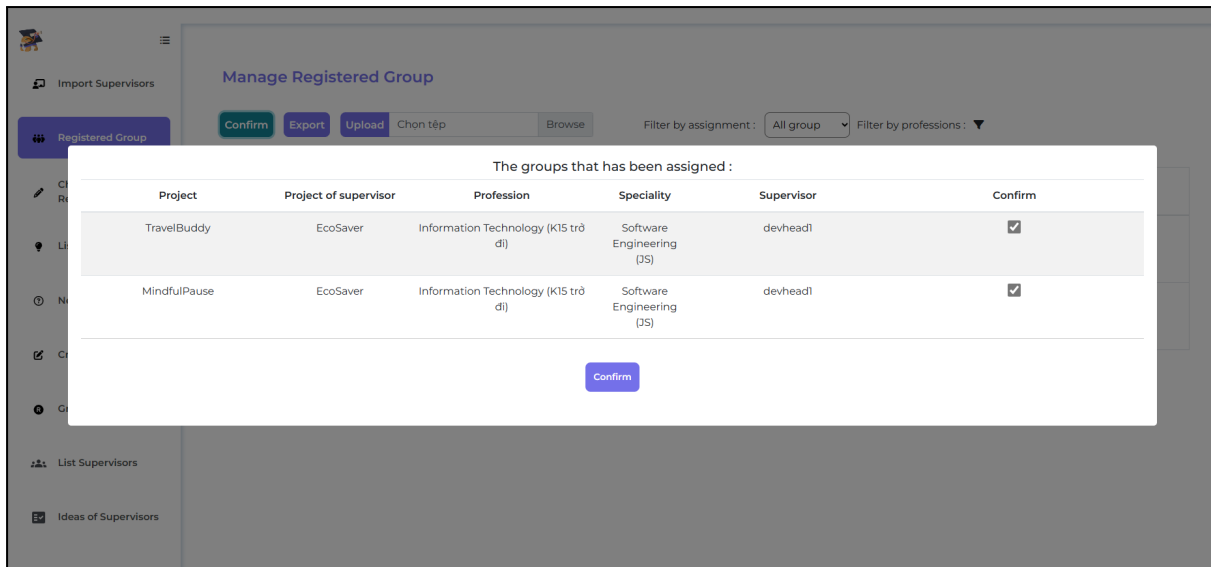 Import Supervisors
Manage Registered Group
Registered Group
Confirm Export Upload Chọn tệp Browse Filter by assignment : All group Filter by professions :
The groups that has been assigned :
Project Project of supervisor Profession Speciality Supervisor Confirm
TravelBuddy EcoSaver Information Technology (K15 trở đi) Software Engineering (JS) devhead1
MindfulPause EcoSaver Information Technology (K15 trở đi) Software Engineering (JS) devhead1
Confirm
List Supervisors
Ideas of Supervisors